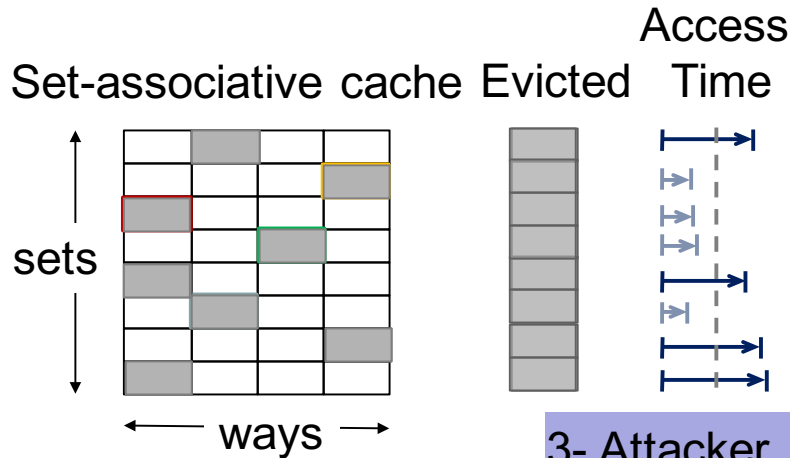 Access
Set-associative cache Evicted Time
sets
ways
3- Attacker